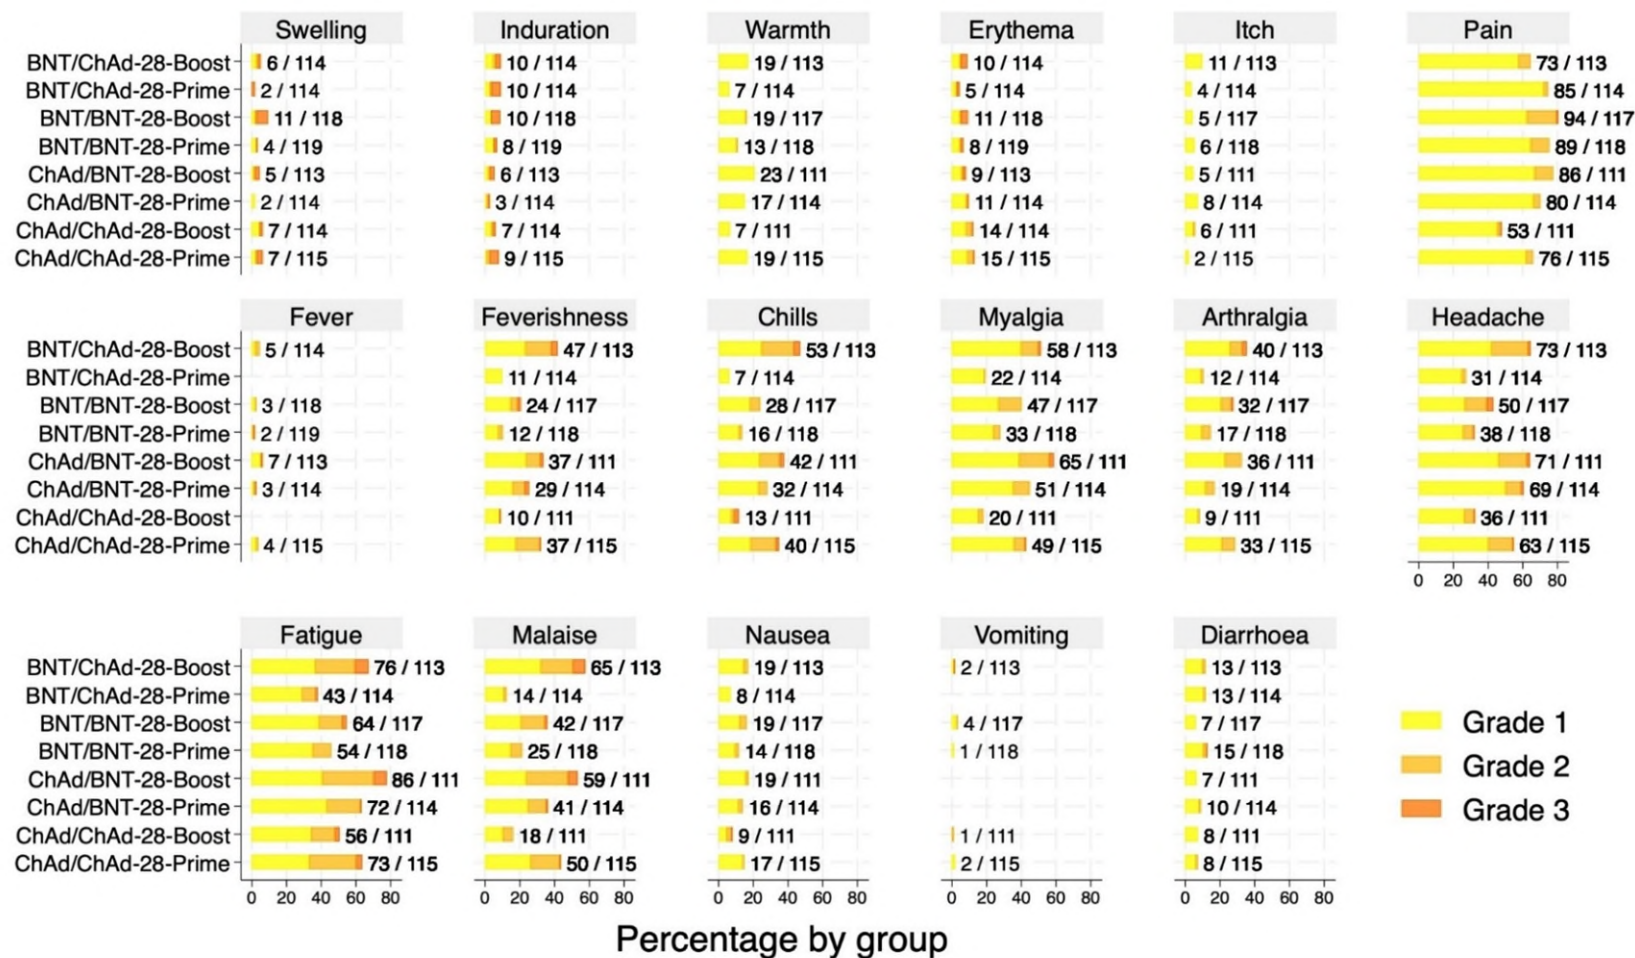 Swelling Induration Warmth Erythema Itch Pain
BNT/ChAd-28-Boost 6 / 114 10 / 114 19 / 113 10 / 114 11 / 113 73 / 113
BNT/ChAd-28-Prime 2 / 114 10 / 114 7 / 114 5 / 114 4 / 114 85 / 114
BNT/BNT-28-Boost 11 / 118 10 / 118 19 / 117 11 / 118 5 / 117 94 / 117
BNT/BNT-28-Prime 4 / 119 8 / 119 13 / 118 8 / 119 6 / 118 89 / 118
ChAd/BNT-28-Boost 5 / 113 6 / 113 23 / 111 9 / 113 5 / 111 86 / 111
ChAd/BNT-28-Prime 2 / 114 3 / 114 17 / 114 11 / 114 8 / 114 80 / 114
ChAd/ChAd-28-Boost 7 / 114 7 / 114 7 / 111 14 / 114 6 / 111 53 / 111
ChAd/ChAd-28-Prime 7 / 115 9 / 115 19 / 115 15 / 115 2 / 115 76 / 115
Fever Feverishness Chills Myalgia Arthralgia Headache
BNT/ChAd-28-Boost 5 / 114 47 / 113 53 / 113 58 / 113 40 / 113 73 / 113
BNT/ChAd-28-Prime 11 / 114 7 / 114 22 / 114 12 / 114 31 / 114
BNT/BNT-28-Boost 3 / 118 24 / 117 28 / 117 47 / 117 32 / 117 50 / 117
BNT/BNT-28-Prime 2 / 119 12 / 118 16 / 118 33 / 118 17 / 118 38 / 118
ChAd/BNT-28-Boost 7 / 113 37 / 111 42 / 111 65 / 111 36 / 111 71 / 111
ChAd/BNT-28-Prime 3 / 114 29 / 114 32 / 114 51 / 114 19 / 114 69 / 114
ChAd/ChAd-28-Boost 10 / 111 13 / 111 20 / 111 9 / 111 36 / 111
ChAd/ChAd-28-Prime 4 / 115 37 / 115 40 / 115 49 / 115 33 / 115 63 / 115
0 20 40 60 80
Fatigue Malaise Nausea Vomiting Diarrhoea
BNT/ChAd-28-Boost 76 / 113 65 / 113 19 / 113 2 / 113 13 / 113
BNT/ChAd-28-Prime 43 / 114 14 / 114 8 / 114 13 / 114
BNT/BNT-28-Boost 64 / 117 42 / 117 19 / 117 4 / 117 7 / 117
BNT/BNT-28-Prime 54 / 118 25 / 118 14 / 118 1 / 118 15 / 118
ChAd/BNT-28-Boost 86 / 111 59 / 111 19 / 111 7 / 111
ChAd/BNT-28-Prime 72 / 114 41 / 114 16 / 114 10 / 114
ChAd/ChAd-28-Boost 56 / 111 18 / 111 9 / 111 1 / 111 8 / 111
ChAd/ChAd-28-Prime 73 / 115 50 / 115 17 / 115 2 / 115 8 / 115
0 20 40 60 80 0 20 40 60 80 0 20 40 60 80 0 20 40 60 80 0 20 40 60 80
Grade 1
Grade 2
Grade 3
Percentage by group